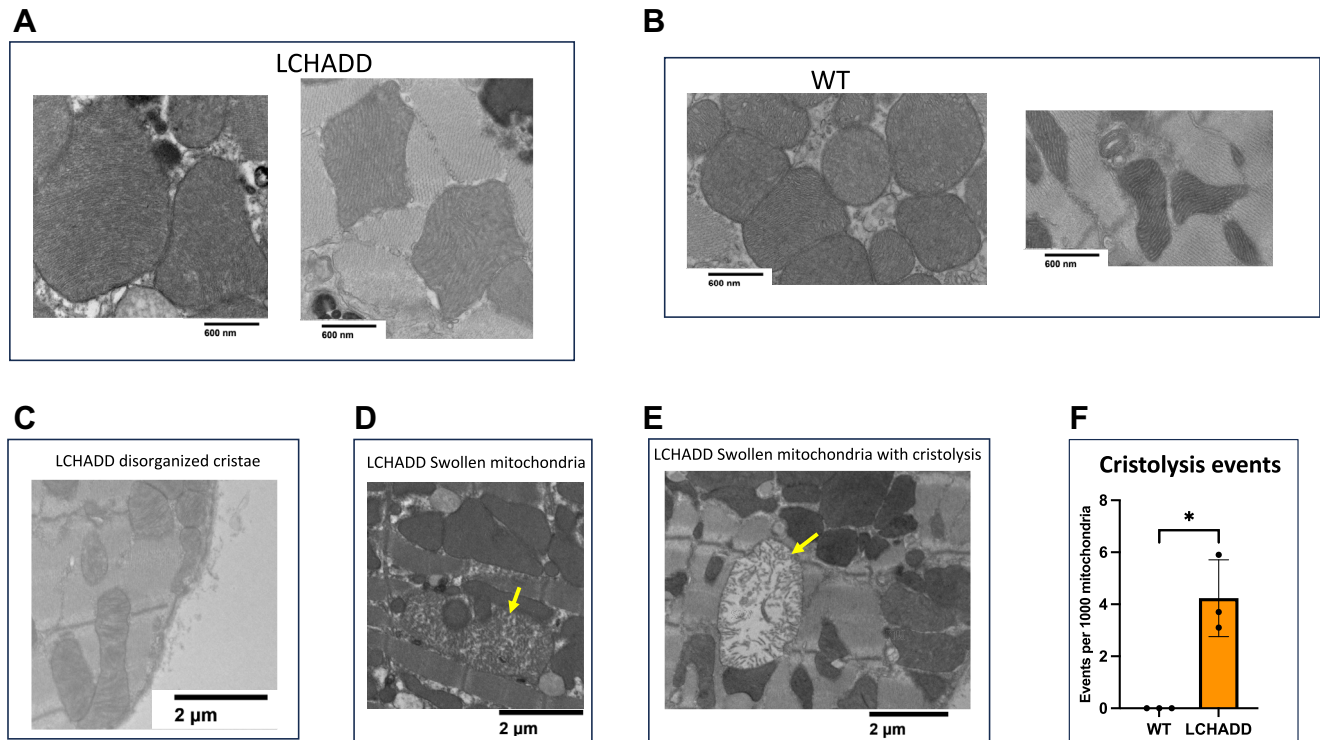 A
LCHADD
600 nm
600 nm
B
WT
600 nm
600 nm
C
LCHADD disorganized cristae
2 µm
D
LCHADD Swollen mitochondria
2 µm
E
LCHADD Swollen mitochondria with cristolysis
2 µm
F
Cristolysis events
Events per 1000 mitochondria
8
*
6
4
2
0
WT LCHADD